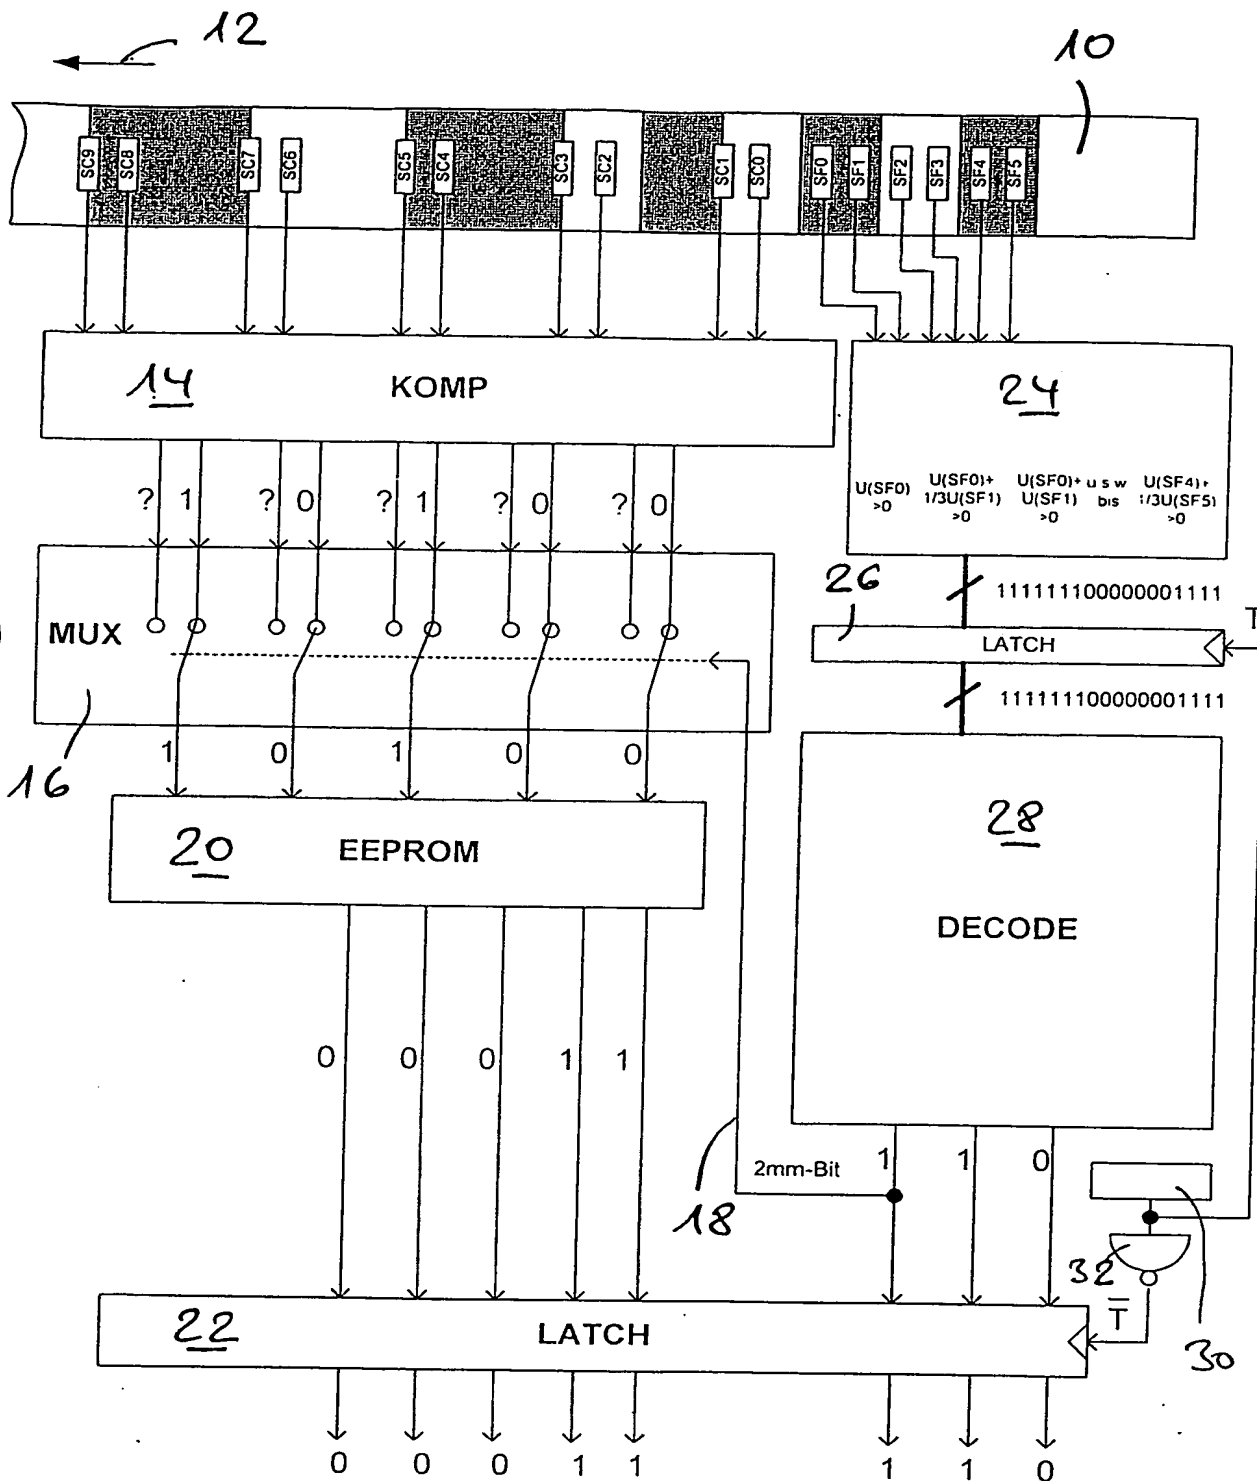 12
10
SC9 SC8 SC7 SC6 SC5 SC4 SC3 SC2 SC1 SC0 SF0 SF1 SF2 SF3 SF4 SF5
14 KOMP
24
? 1 ? 0 ? 1 ? 0 ? 0
U(SF0) >0
U(SF0)+ 1/3U(SF1) >0
U(SF0)+ U(SF1) >0
u s w bis
U(SF4)+ 1/3U(SF5) >0
26
111111100000001111
MUX
LATCH
T
111111100000001111
16
1 0 1 0 0
20 EEPROM
28
DECODE
0 0 0 1 1
2mm-Bit
1 1 0
18
32
T̅
30
22 LATCH
0 0 0 1 1 1 1 0